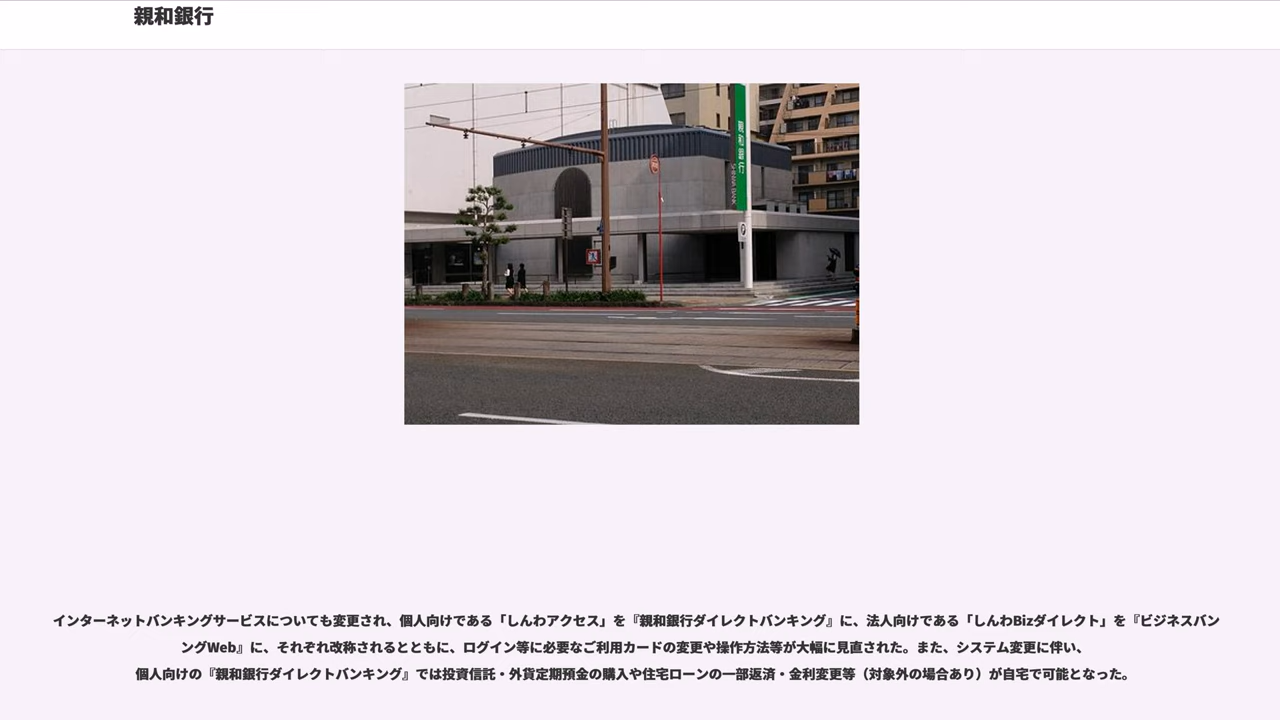 親和銀行
親和銀行
インターネットバンキングサービスについても変更され、個人向けである「しんわアクセス」を『親和銀行ダイレクトバンキング』に、法人向けである「しんわBizダイレクト」を『ビジネスバン
ングWeb』に、それぞれ改称されるとともに、ログイン等に必要なご利用カードの変更や操作方法等が大幅に見直された。また、システム変更に伴い、
個人向けの『親和銀行ダイレクトバンキング』では投資信託・外貨定期預金の購入や住宅ローンの一部返済・金利変更等（対象外の場合あり）が自宅で可能となった。